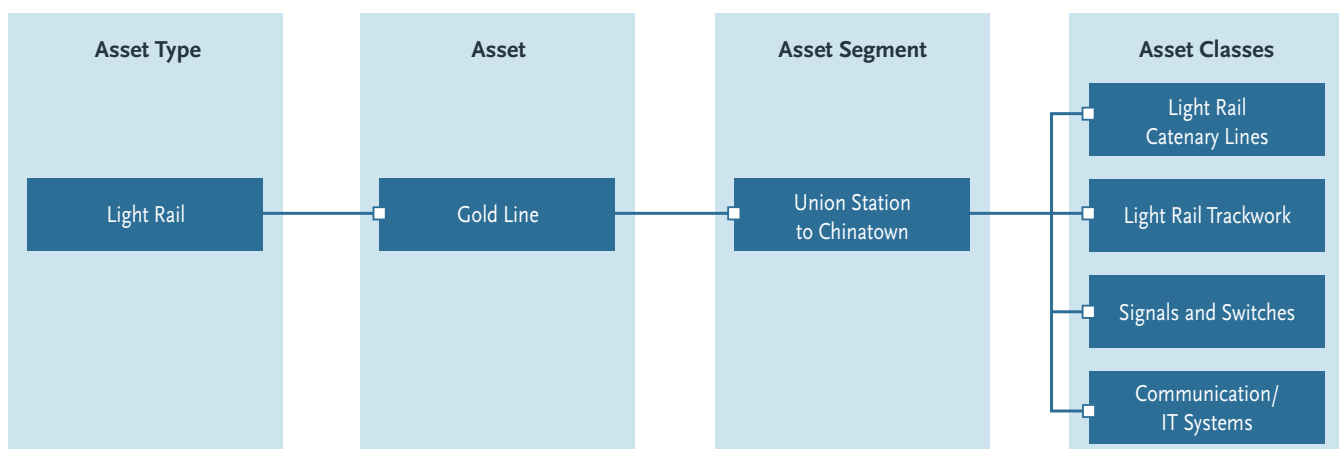 Asset Type
Asset
Asset Segment
Asset Classes
Light Rail
Gold Line
Union Station
to Chinatown
Light Rail
Catenary Lines
Light Rail Trackwork
Signals and Switches
Communication/
IT Systems